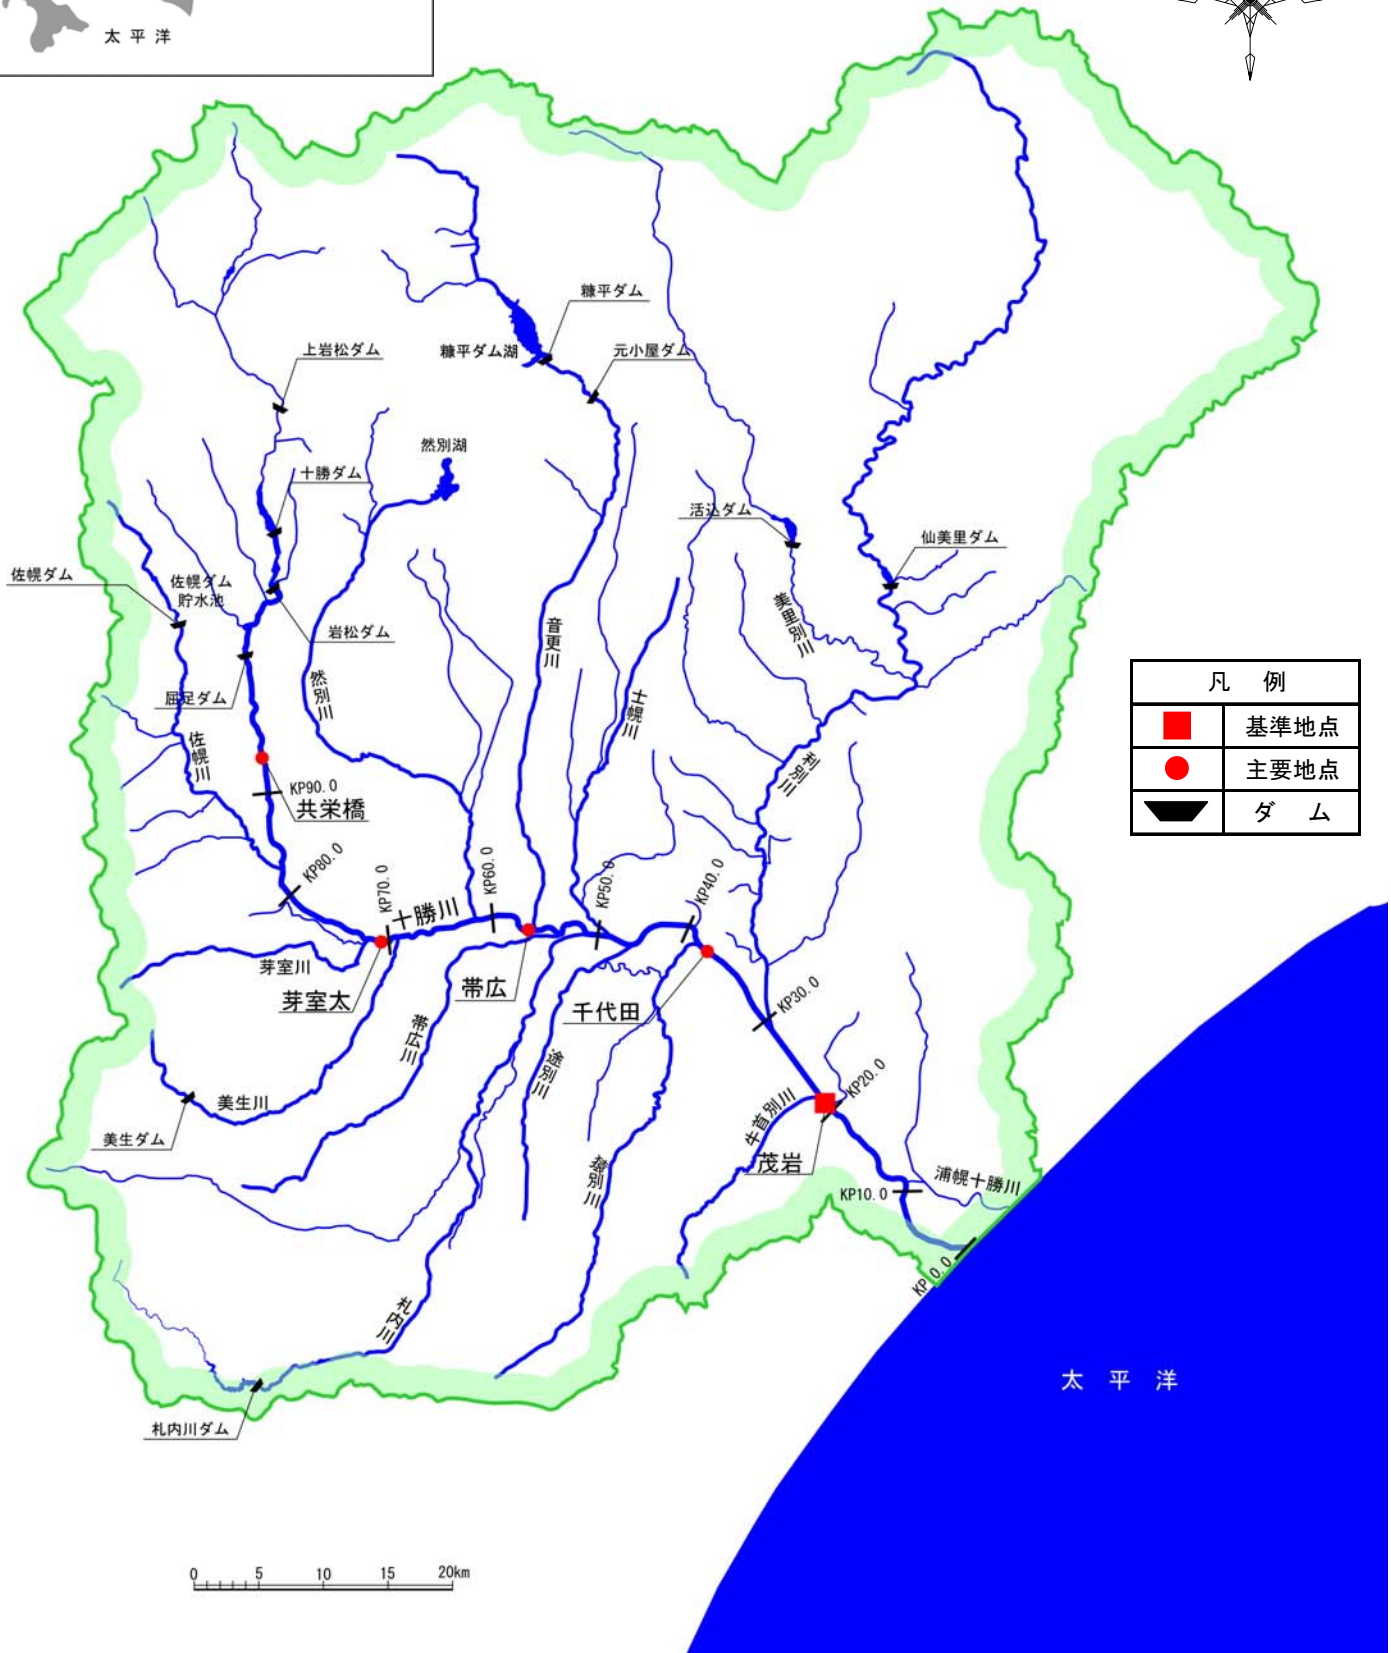 太平洋
糠平ダム
糠平ダム湖
元小屋ダム
上岩松ダム
然別湖
十勝ダム
活込ダム
仙美里ダム
佐幌ダム
佐幌ダム
貯水池
岩松ダム
美里別川
音更川
然別川
士幌川
屈足ダム
佐幌川
利別川
凡 例
基準地点
主要地点
ダ ム
KP90.0
共栄橋
KP80.0
KP70.0
十勝川
KP60.0
KP50.0
KP40.0
芽室川
芽室太
帯広
千代田
KP30.0
帯広川
途別川
美生川
美生ダム
牛首別川
KP20.0
茂岩
猿別川
浦幌十勝川
KP10.0
KP 0.0
札内川
札内川ダム
太 平 洋
0 5 10 15 20km